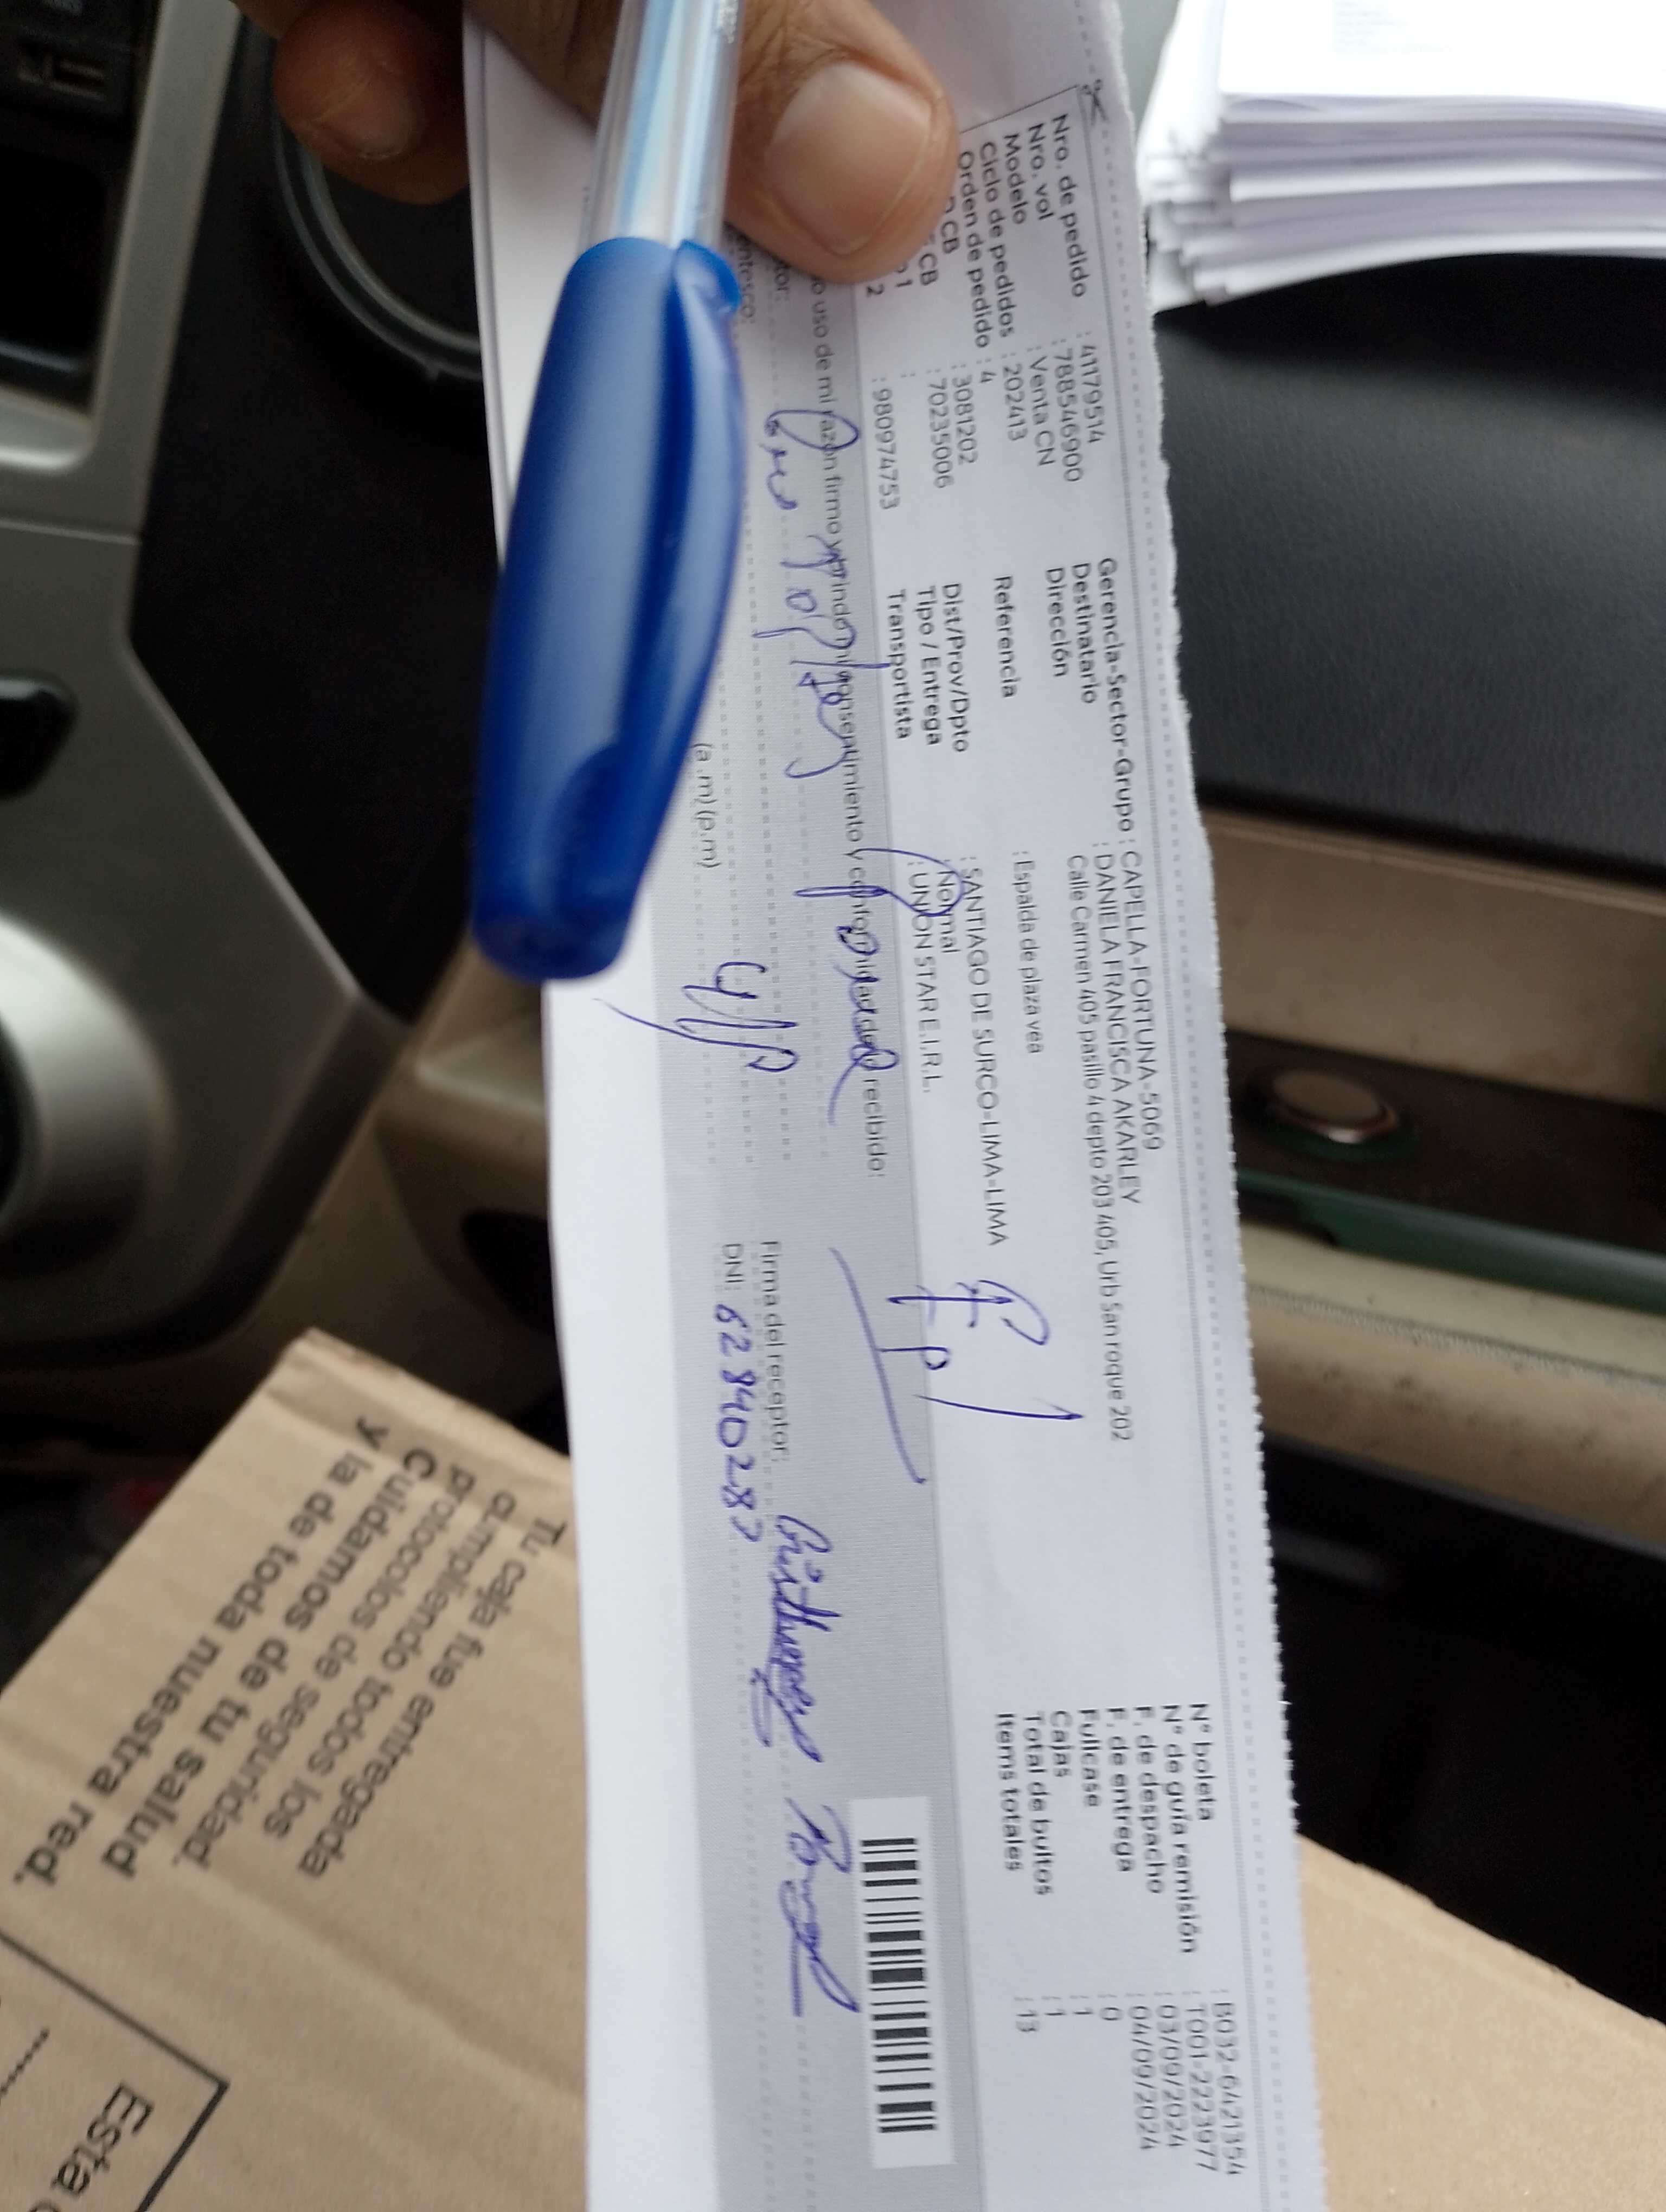 Nro. de pedido : 41179514
Nro. vol : 788546900
Modelo : Venta CN
Ciclo de pedidos : 202413
Orden de pedido : 4
CB : 3081202
CB : 70235006
1 :
2 : 980974753
Gerencia-Sector-Grupo : CAPELLA-FORTUNA-5069
Destinatario : DANIELA FRANCISCA AKARLEY
Dirección Calle Carmen 405 pasillo 4 depto 203 405, Urb San roque 202
Referencia : Espalda de plaza vea
Dist/Prov/Dpto : SANTIAGO DE SURCO-LIMA-LIMA
Tipo / Entrega : Normal
Transportista : UNION STAR E.I.R.L.
N° boleta : B032-6421354
N° de guía remisión : T001-2223977
F. de despacho : 03/09/2024
F. de entrega : 04/09/2024
Fullcase : 0
Cajas : 1
Total de bultos : 1
Items totales : 13
uso de mi razón firmo y brindo mi consentimiento y conformidad de lo recibido:
(a.m)(p.m)
Firma del receptor:
DNI: 62840287
Tu caja fue entregada
cumpliendo todos los
protocolos de seguridad.
Cuidamos de tu salud
y la de toda nuestra red.
Esta